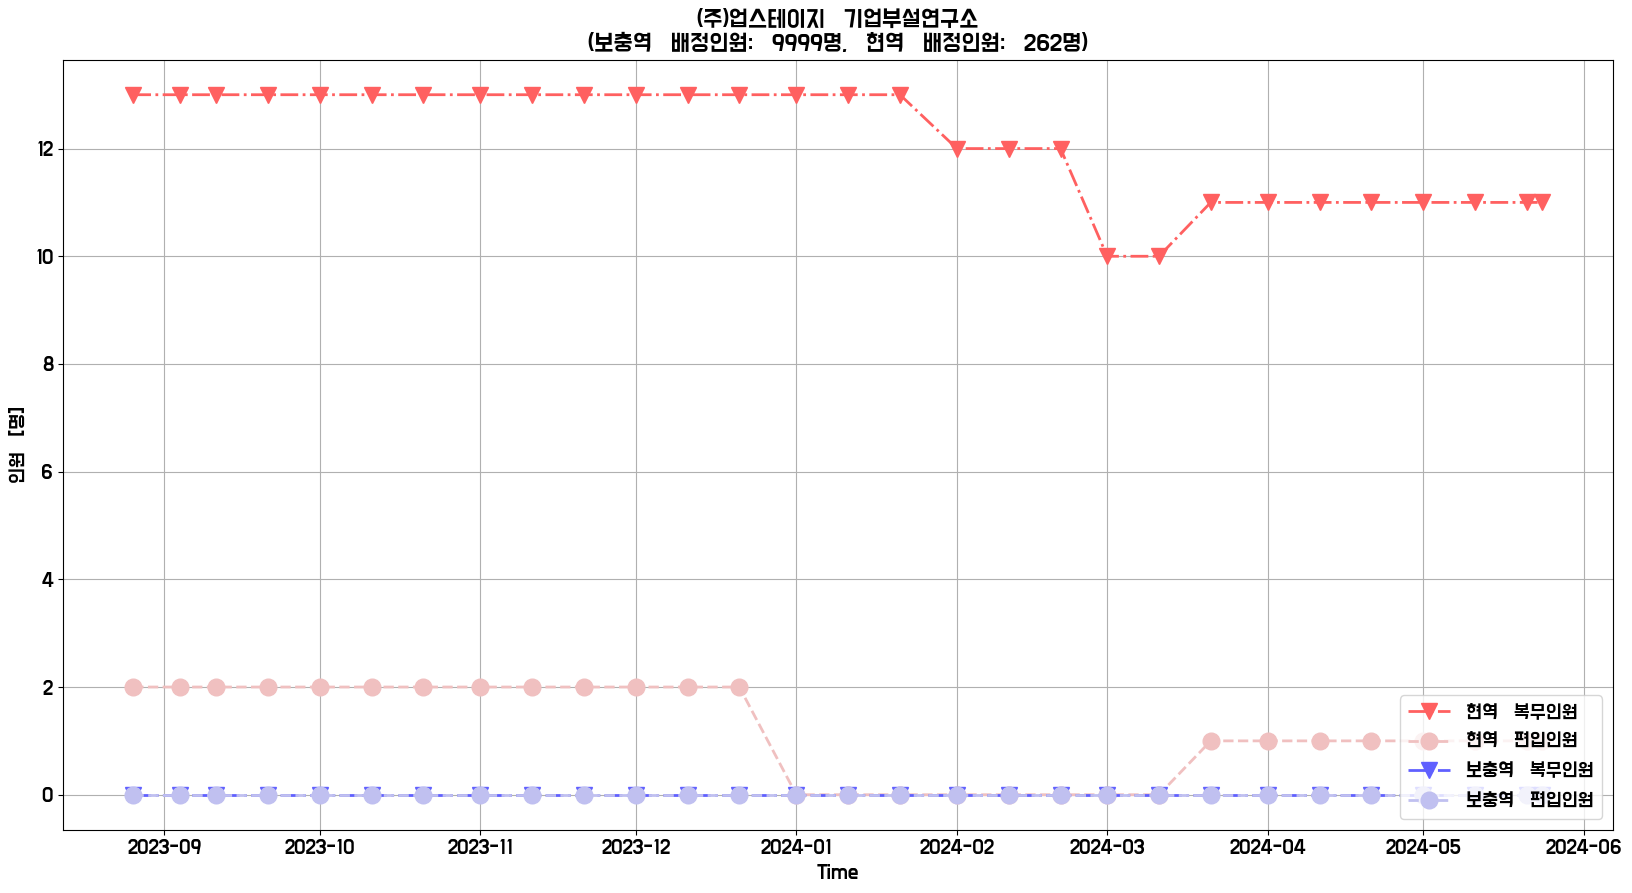 (주)업스테이지 기업부설연구소
(보충역 배정인원: 9999명, 현역 배정인원: 262명)
인원 [명]
12
10
8
6
4
2
0
현역 복무인원
현역 편입인원
보충역 복무인원
보충역 편입인원
2023-09 2023-10 2023-11 2023-12 2024-01 2024-02 2024-03 2024-04 2024-05 2024-06
Time